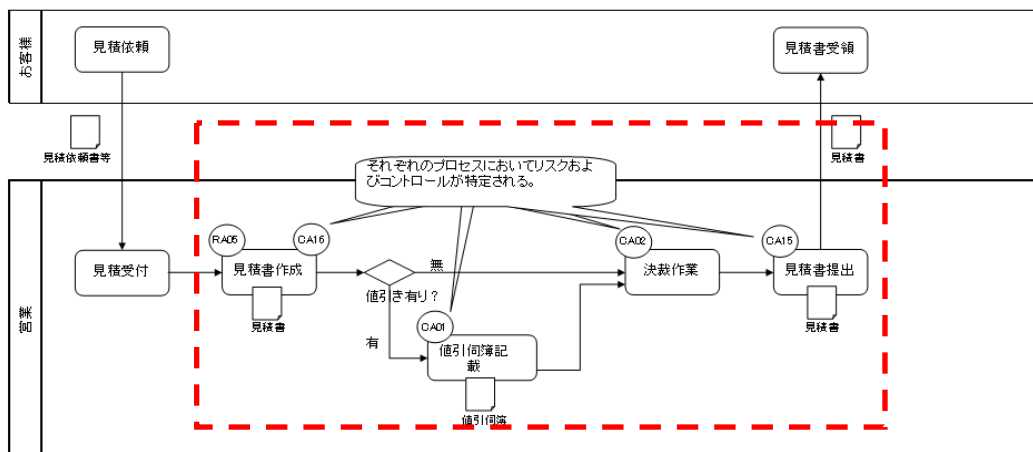 お客様
見積依頼
見積書受領
見積依頼書等
見積書
それぞれのプロセスにおいてリスクおよ
びコントロールが特定される。
営業
RA05
CA16
CA02
CA15
見積受付
見積書作成
無
決裁作業
見積書提出
値引き有り？
見積書
見積書
CA01
有
値引伺簿記
載
値引伺簿